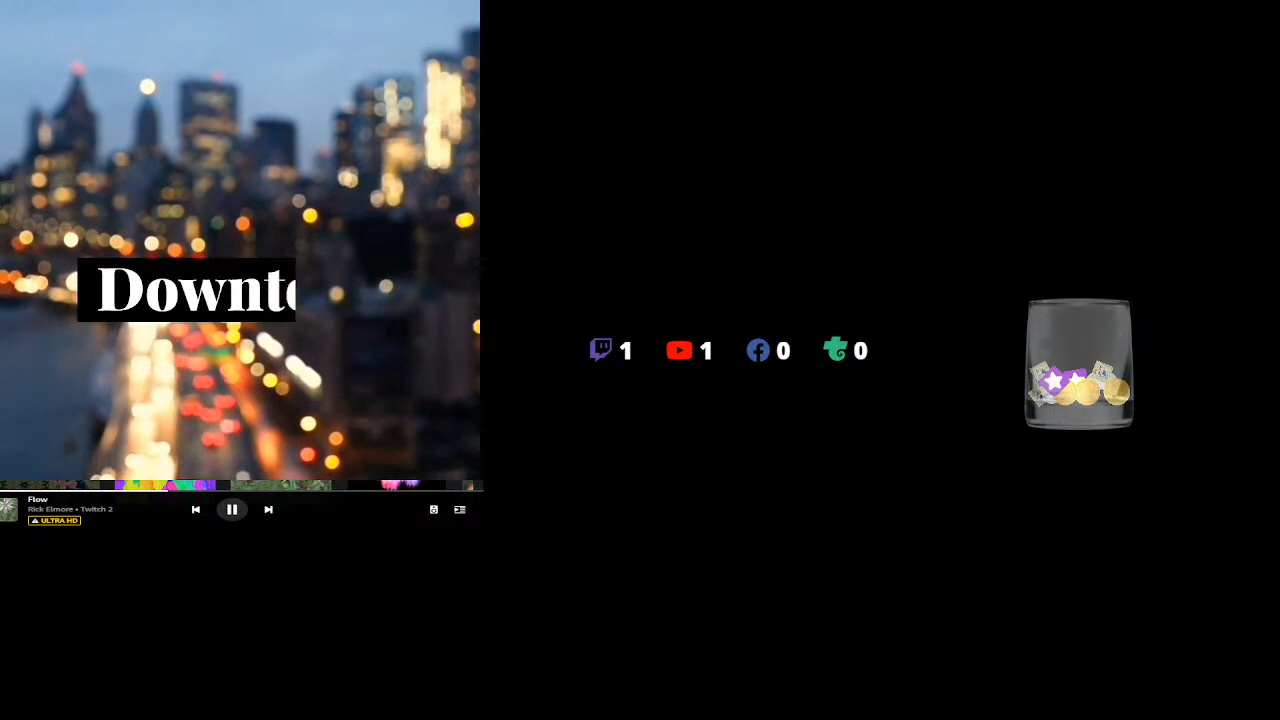 Downt
1 1 0 0
Flow
Rick Elmore • Twitch 2
ULTRA HD